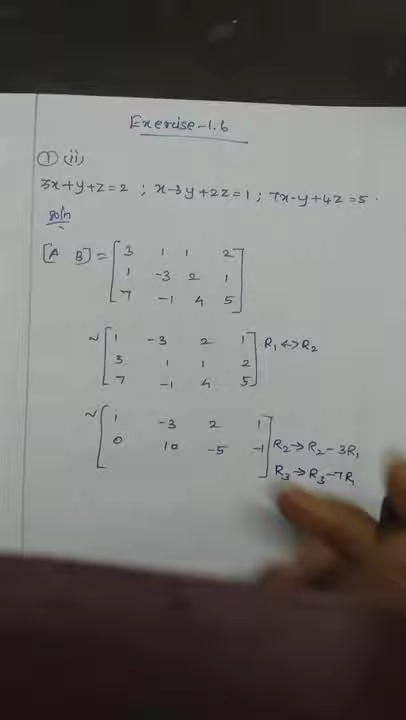 Exercise-1.6
① (ii)
3x+y+z=2 ; x-3y+2z=1 ; 7x-y+4z=5.
Soln
[A B] = [3 1 1 2
1 -3 2 1
7 -1 4 5]
~ [1 -3 2 1
3 1 1 2
7 -1 4 5] R₁↔R₂
~ [1 -3 2 1
0 10 -5 -1] R₂→R₂-3R₁
R₃→R₃-7R₁